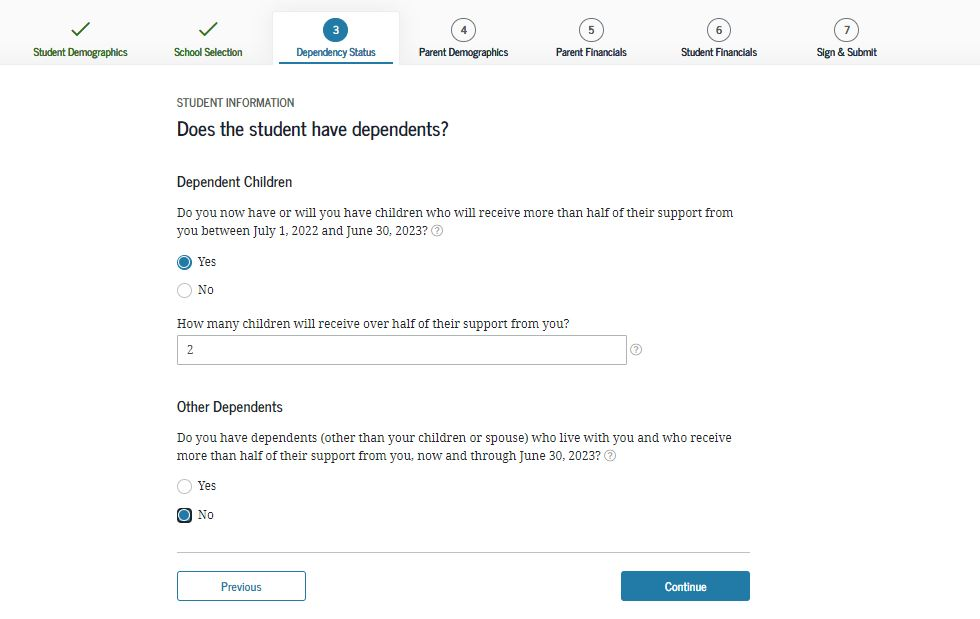 3
4
5
6
7
Student Demographics
School Selection
Dependency Status
Parent Demographics
Parent Financials
Student Financials
Sign & Submit
STUDENT INFORMATION
Does the student have dependents?
Dependent Children
Do you now have or will you have children who will receive more than half of their support from
you between July 1, 2022 and June 30, 2023? ?
Yes
No
How many children will receive over half of their support from you?
2
?
Other Dependents
Do you have dependents (other than your children or spouse) who live with you and who receive
more than half of their support from you, now and through June 30, 2023? ?
Yes
No
Previous
Continue